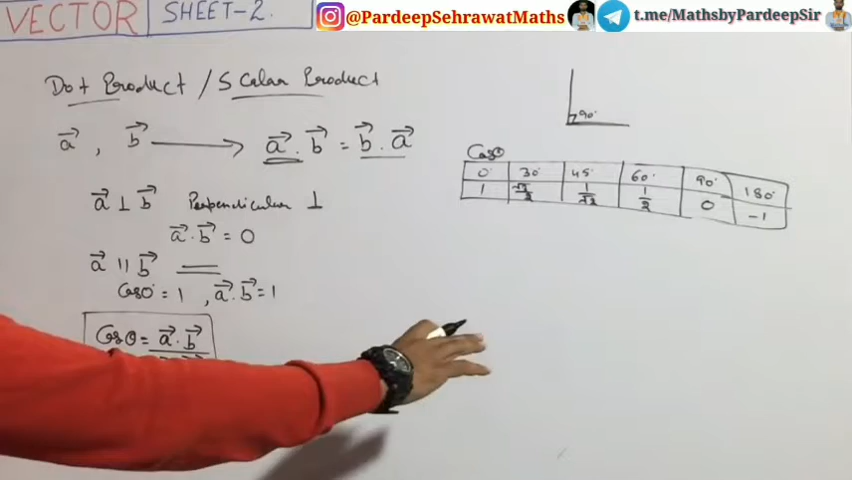 VECTOR SHEET-2.
@PardeepSehrawatMaths
t.me/MathsbyPardeepSir
Dot Product / Scalar Product
a⃗ , b⃗ ⟶ a⃗ . b⃗ = b⃗ . a⃗
a⃗ ⊥ b⃗ Perpendicular ⊥
a⃗ . b⃗ = 0
a⃗ || b⃗
Cos0° = 1 , a⃗ . b⃗ = 1
Cosθ = a⃗ . b⃗
90°
Cosθ
0° 30° 45° 60° 90° 180°
1 √3/2 1/√2 1/2 0 -1